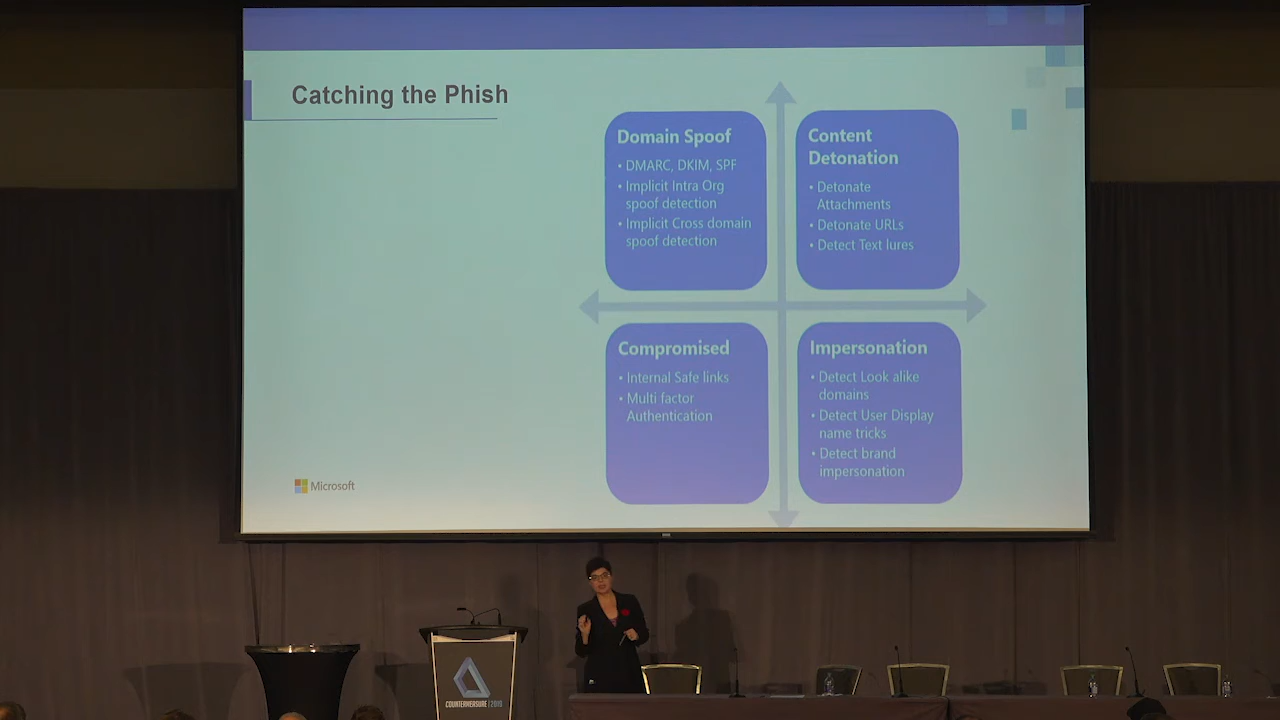 Catching the Phish
Domain Spoof
• DMARC, DKIM, SPF
• Implicit Intra Org
spoof detection
• Implicit Cross domain
spoof detection
Content
Detonation
• Detonate
Attachments
• Detonate URLs
• Detect Text lures
Compromised
• Internal Safe links
• Multi factor
Authentication
Impersonation
• Detect Look alike
domains
• Detect User Display
name tricks
• Detect brand
impersonation
Microsoft
COUNTERMEASURE | 2019